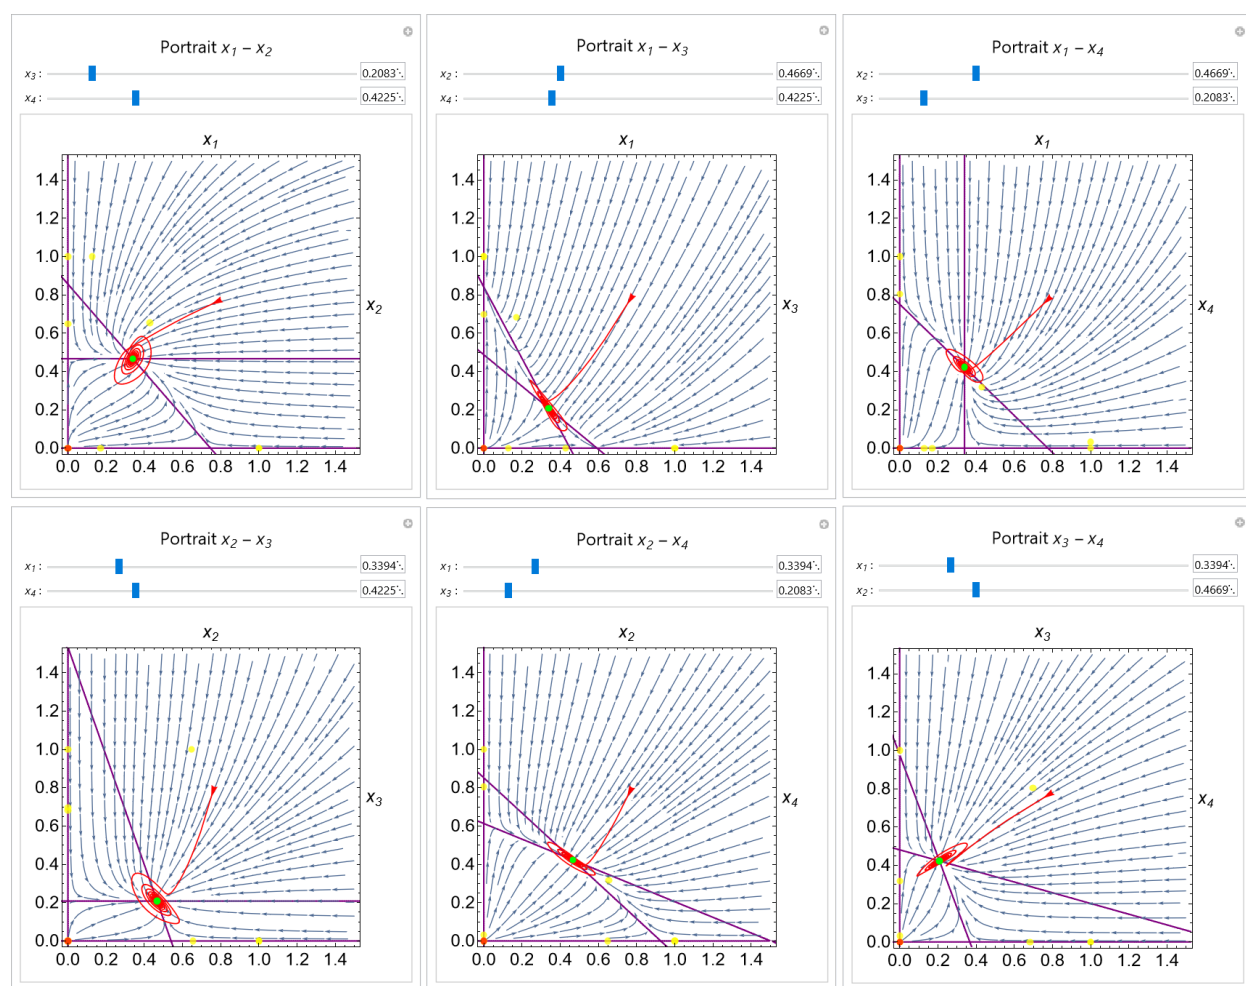 Portrait x₁ – x₂
x₃ : 0.2083⋱
x₄ : 0.4225⋱
x₁
1.4
1.2
1.0
0.8
x₂
0.6
0.4
0.2
0.0
0.0 0.2 0.4 0.6 0.8 1.0 1.2 1.4
Portrait x₁ – x₃
x₂ : 0.4669⋱
x₄ : 0.4225⋱
x₁
1.4
1.2
1.0
0.8
x₃
0.6
0.4
0.2
0.0
0.0 0.2 0.4 0.6 0.8 1.0 1.2 1.4
Portrait x₁ – x₄
x₂ : 0.4669⋱
x₃ : 0.2083⋱
x₁
1.4
1.2
1.0
0.8
x₄
0.6
0.4
0.2
0.0
0.0 0.2 0.4 0.6 0.8 1.0 1.2 1.4
Portrait x₂ – x₃
x₁ : 0.3394⋱
x₄ : 0.4225⋱
x₂
1.4
1.2
1.0
0.8
x₃
0.6
0.4
0.2
0.0
0.0 0.2 0.4 0.6 0.8 1.0 1.2 1.4
Portrait x₂ – x₄
x₁ : 0.3394⋱
x₃ : 0.2083⋱
x₂
1.4
1.2
1.0
0.8
x₄
0.6
0.4
0.2
0.0
0.0 0.2 0.4 0.6 0.8 1.0 1.2 1.4
Portrait x₃ – x₄
x₁ : 0.3394⋱
x₂ : 0.4669⋱
x₃
1.4
1.2
1.0
0.8
x₄
0.6
0.4
0.2
0.0
0.0 0.2 0.4 0.6 0.8 1.0 1.2 1.4